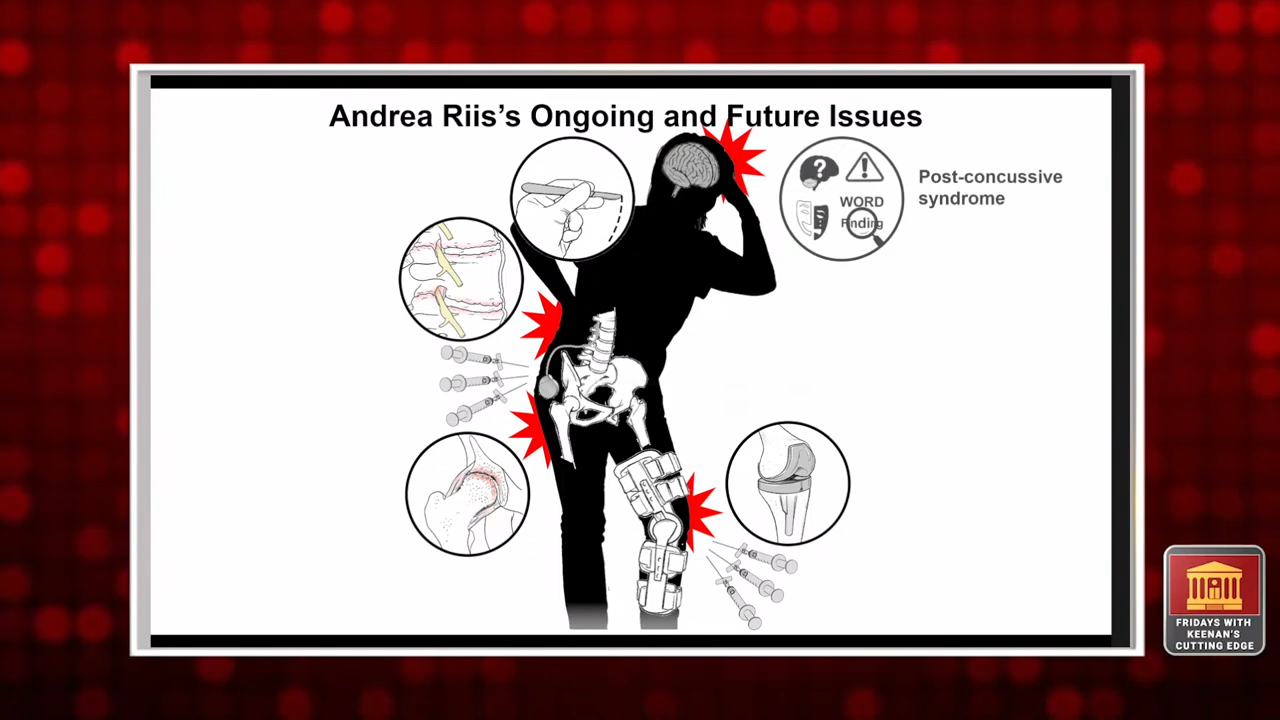 Andrea Riis's Ongoing and Future Issues
?
!
WORD
Finding
Post-concussive
syndrome
FRIDAYS WITH
KEENAN'S
CUTTING EDGE